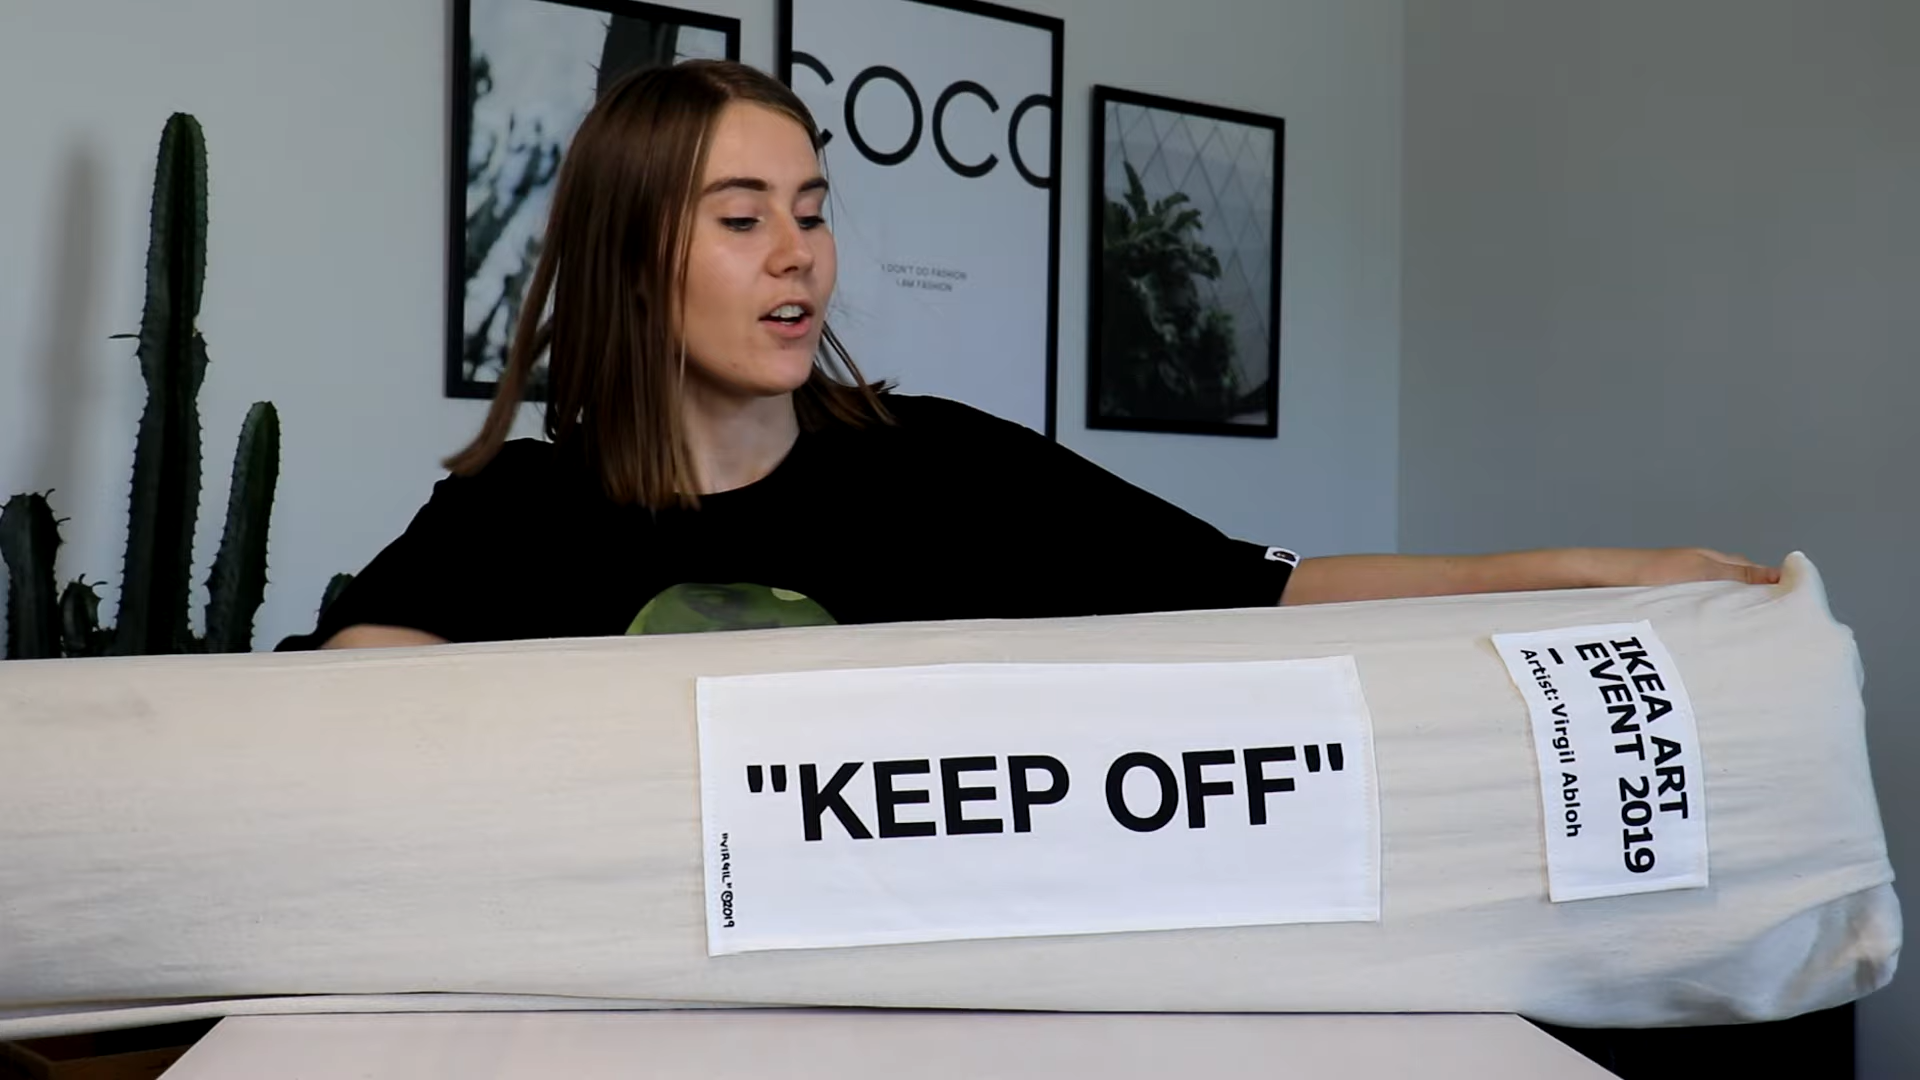 COCO
I DON'T DO FASHION
I AM FASHION
"KEEP OFF"
"VIRGIL" ©2019
IKEA ART
EVENT 2019
–
Artist: Virgil Abloh